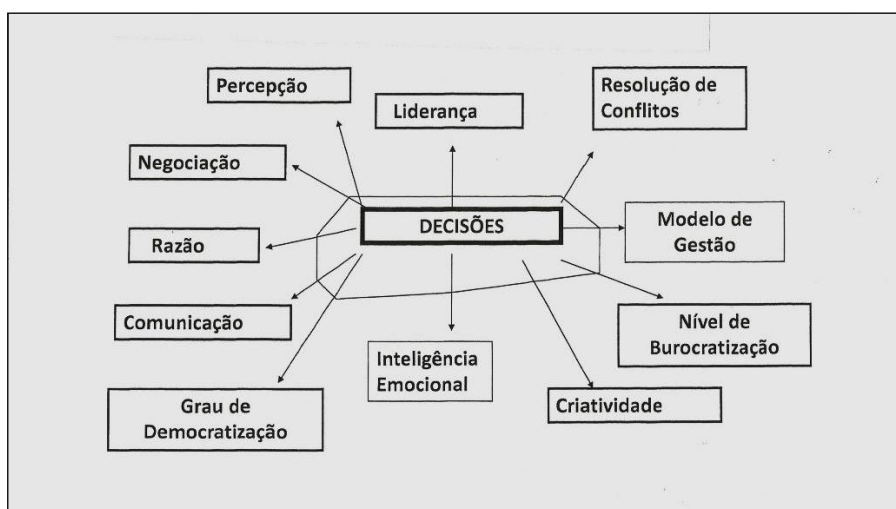 Percepção
Liderança
Resolução de
Conflitos
Negociação
DECISÕES
Modelo de
Gestão
Razão
Comunicação
Nível de
Burocratização
Inteligência
Emocional
Grau de
Democratização
Criatividade